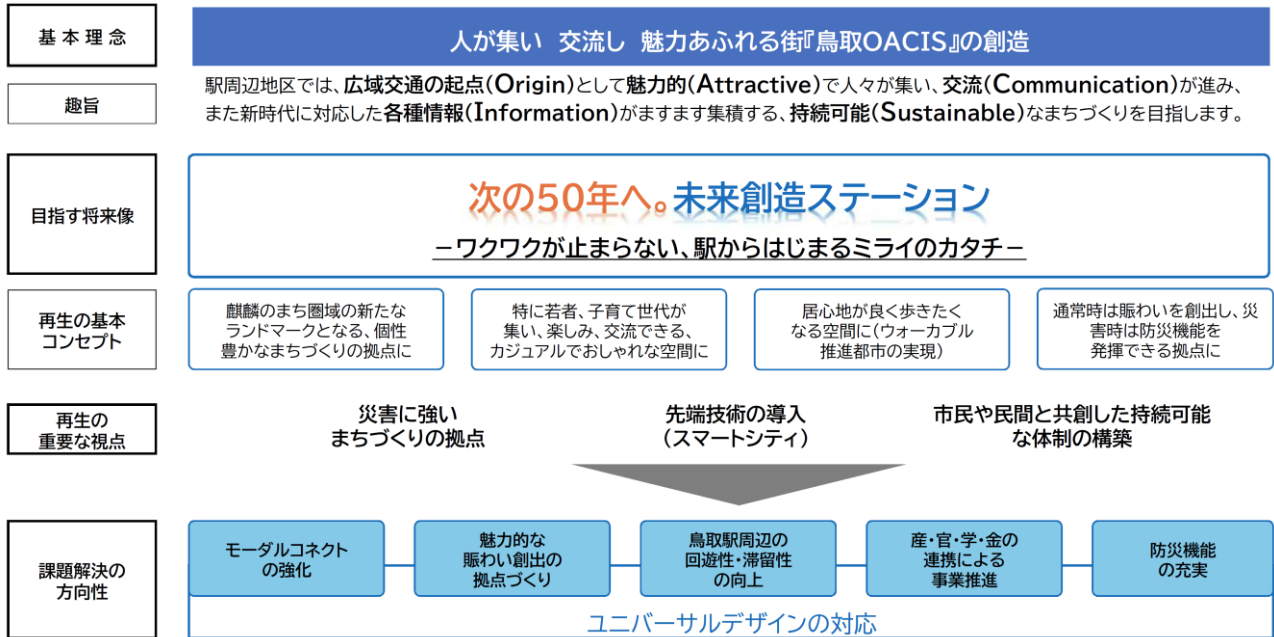 基本理念
人が集い 交流し 魅力あふれる街『鳥取OACIS』の創造
趣旨
駅周辺地区では、広域交通の起点(Origin)として魅力的(Attractive)で人々が集い、交流(Communication)が進み、
また新時代に対応した各種情報(Information)がますます集積する、持続可能(Sustainable)なまちづくりを目指します。
目指す将来像
次の50年へ。未来創造ステーション
－ワクワクが止まらない、駅からはじまるミライのカタチ－
再生の基本
コンセプト
麒麟のまち圏域の新たな
ランドマークとなる、個性
豊かなまちづくりの拠点に
特に若者、子育て世代が
集い、楽しみ、交流できる、
カジュアルでおしゃれな空間に
居心地が良く歩きたく
なる空間に(ウォーカブル
推進都市の実現)
通常時は賑わいを創出し、災
害時は防災機能を
発揮できる拠点に
再生の
重要な視点
災害に強い
まちづくりの拠点
先端技術の導入
(スマートシティ)
市民や民間と共創した持続可能
な体制の構築
課題解決の
方向性
モーダルコネクト
の強化
魅力的な
賑わい創出の
拠点づくり
鳥取駅周辺の
回遊性・滞留性
の向上
産・官・学・金の
連携による
事業推進
防災機能
の充実
ユニバーサルデザインの対応